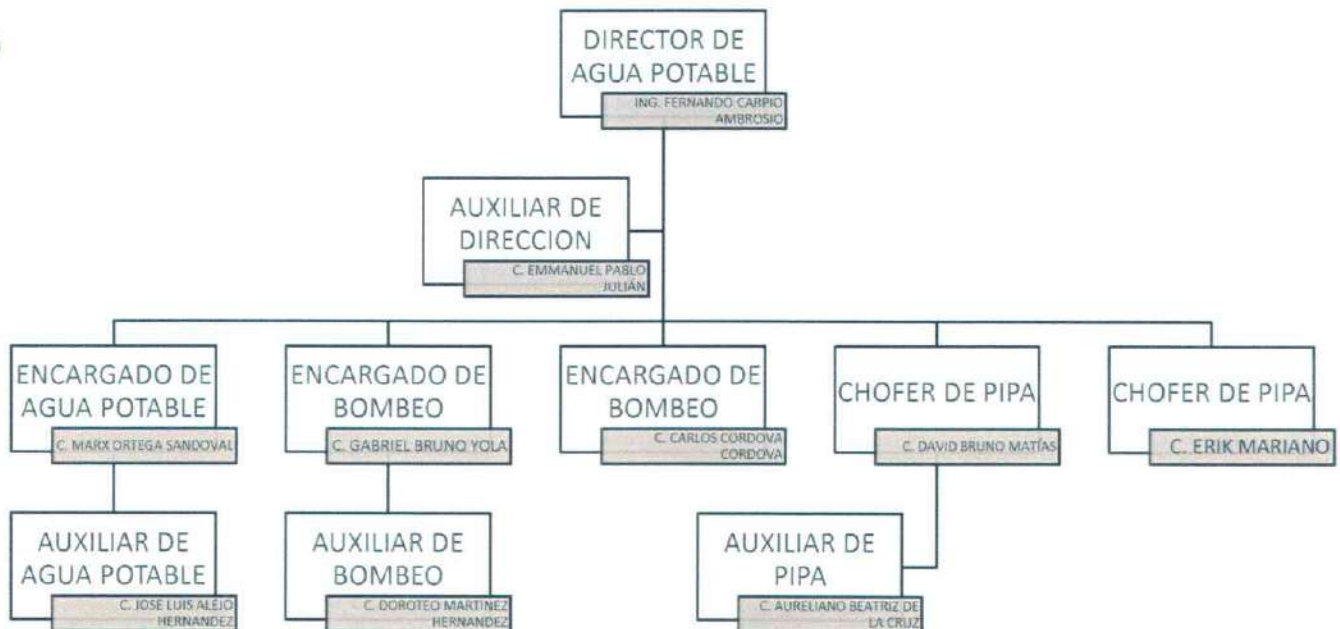 DIRECTOR DE
AGUA POTABLE
ING. FERNANDO CARPIO
AMBROSIO
AUXILIAR DE
DIRECCION
C. EMMANUEL PABLO
JULIÁN
ENCARGADO DE
AGUA POTABLE
C. MARX ORTEGA SANDOVAL
ENCARGADO DE
BOMBEO
C. GABRIEL BRUNO YOLA
ENCARGADO DE
BOMBEO
C. CARLOS CORDOVA
CORDOVA
CHOFER DE PIPA
C. DAVID BRUNO MATÍAS
CHOFER DE PIPA
C. ERIK MARIANO
AUXILIAR DE
AGUA POTABLE
C. JOSE LUIS ALEJO
HERNANDEZ
AUXILIAR DE
BOMBEO
C. DOROTEO MARTINEZ
HERNANDEZ
AUXILIAR DE
PIPA
C. AURELIANO BEATRIZ DE
LA CRUZ